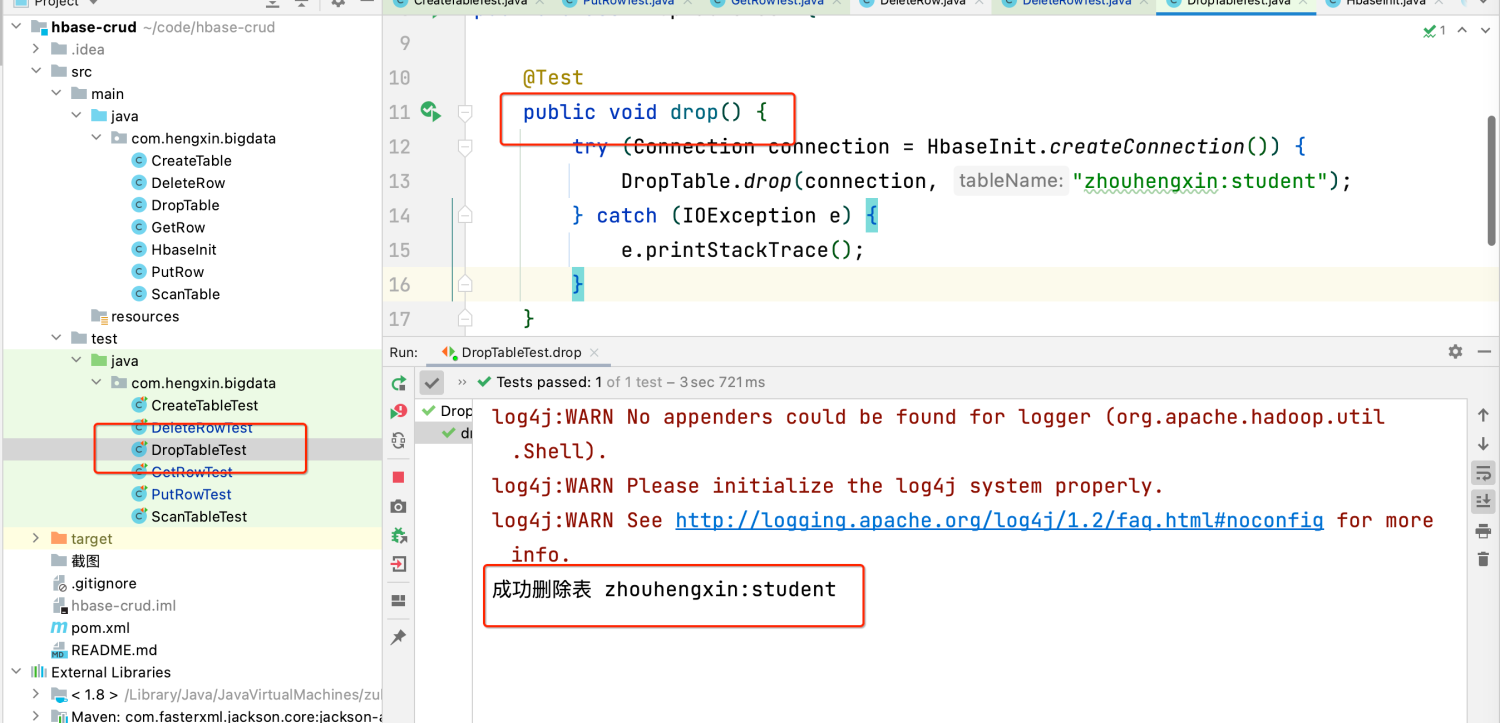 Project
CreateTableTest.java
PutRowTest.java
GetRowTest.java
DeleteRow.java
DeleteRowTest.java
DropTableTest.java
HbaseInit.java
hbase-crud ~/code/hbase-crud
.idea
src
main
java
com.hengxin.bigdata
CreateTable
DeleteRow
DropTable
GetRow
HbaseInit
PutRow
ScanTable
resources
test
java
com.hengxin.bigdata
CreateTableTest
DeleteRowTest
DropTableTest
GetRowTest
PutRowTest
ScanTableTest
target
截图
.gitignore
hbase-crud.iml
pom.xml
README.md
External Libraries
< 1.8 > /Library/Java/JavaVirtualMachines/zul
Maven: com.fasterxml.jackson.core:jackson-a
1
9
10 @Test
11 public void drop() {
12 try (Connection connection = HbaseInit.createConnection()) {
13 DropTable.drop(connection, tableName: "zhouhengxin:student");
14 } catch (IOException e) {
15 e.printStackTrace();
16 }
17 }
Run: DropTableTest.drop
Tests passed: 1 of 1 test – 3 sec 721 ms
Drop
dr
log4j:WARN No appenders could be found for logger (org.apache.hadoop.util
.Shell).
log4j:WARN Please initialize the log4j system properly.
log4j:WARN See http://logging.apache.org/log4j/1.2/faq.html#noconfig for more
info.
成功删除表 zhouhengxin:student